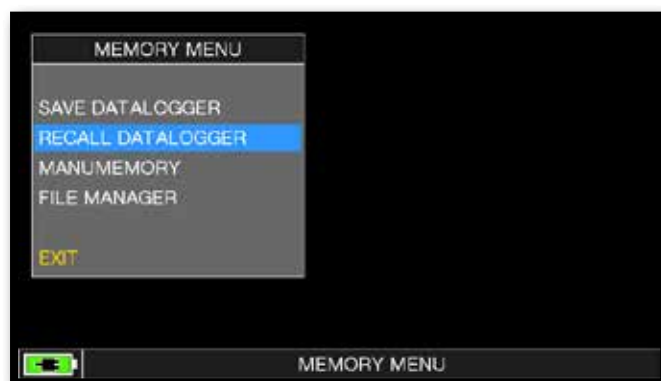 MEMORY MENU
SAVE DATALOGGER
RECALL DATALOGGER
MANUMEMORY
FILE MANAGER
EXIT
MEMORY MENU